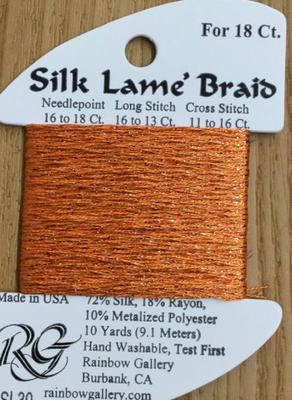 For 18 Ct.
Silk Lame' Braid
Needlepoint Long Stitch Cross Stitch
16 to 18 Ct. 16 to 13 Ct. 11 to 16 Ct.
Made in USA
72% Silk, 18% Rayon,
10% Metalized Polyester
10 Yards (9.1 Meters)
Hand Washable, Test First
Rainbow Gallery
Burbank, CA
RG
rainbowgallery.com